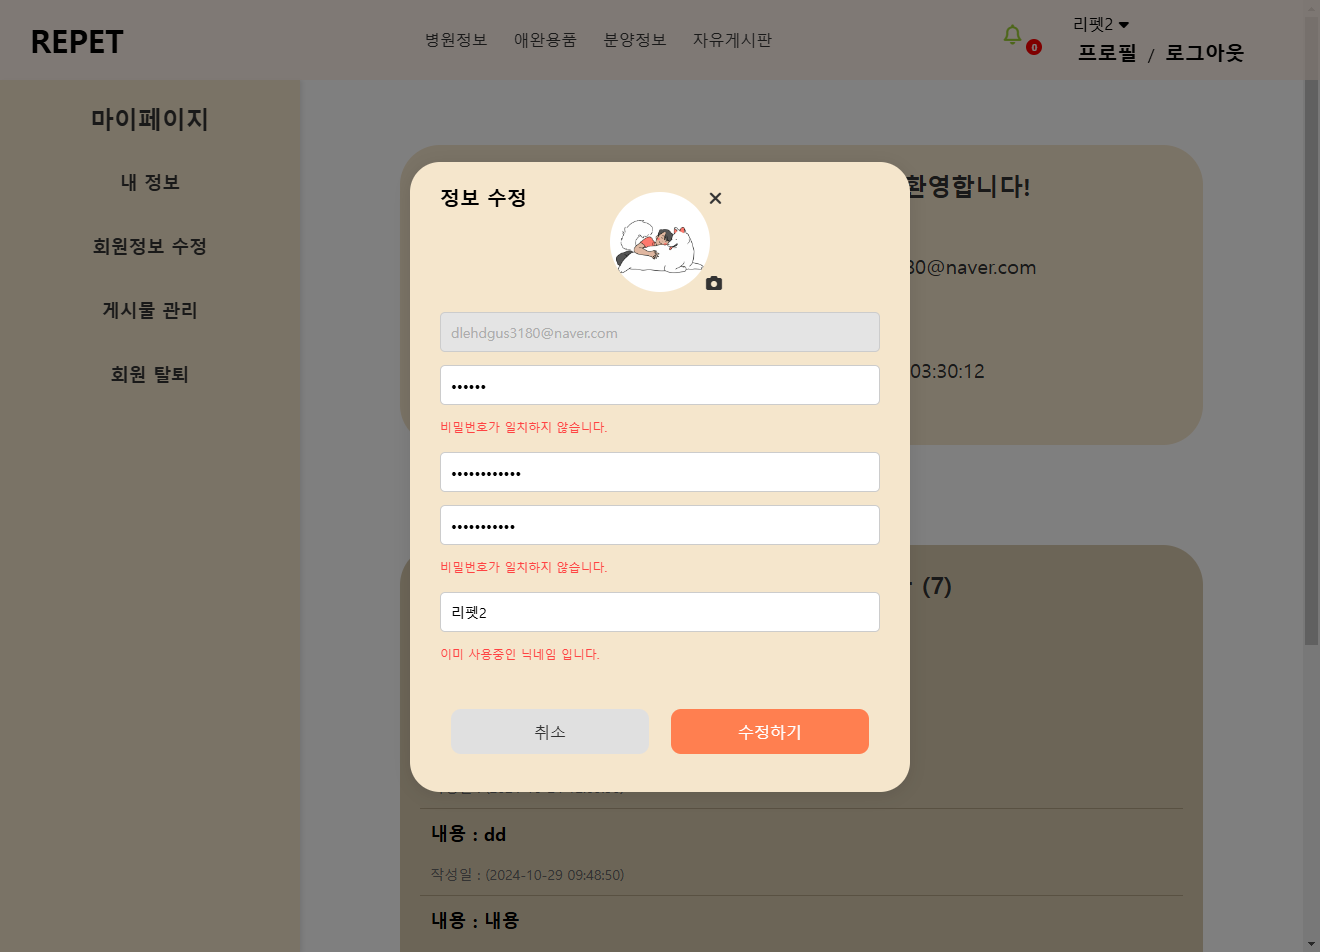 REPET
병원정보 애완용품 분양정보 자유게시판
0
리펫2
프로필 / 로그아웃
마이페이지
내 정보
회원정보 수정
게시물 관리
회원 탈퇴
환영합니다!
80@naver.com
03:30:12
정보 수정
dlehdgus3180@naver.com
••••••
비밀번호가 일치하지 않습니다.
••••••••••••
•••••••••••
비밀번호가 일치하지 않습니다.
리펫2
이미 사용중인 닉네임 입니다.
취소 수정하기
(7)
내용 : dd
작성일 : (2024-10-29 09:48:50)
내용 : 내용